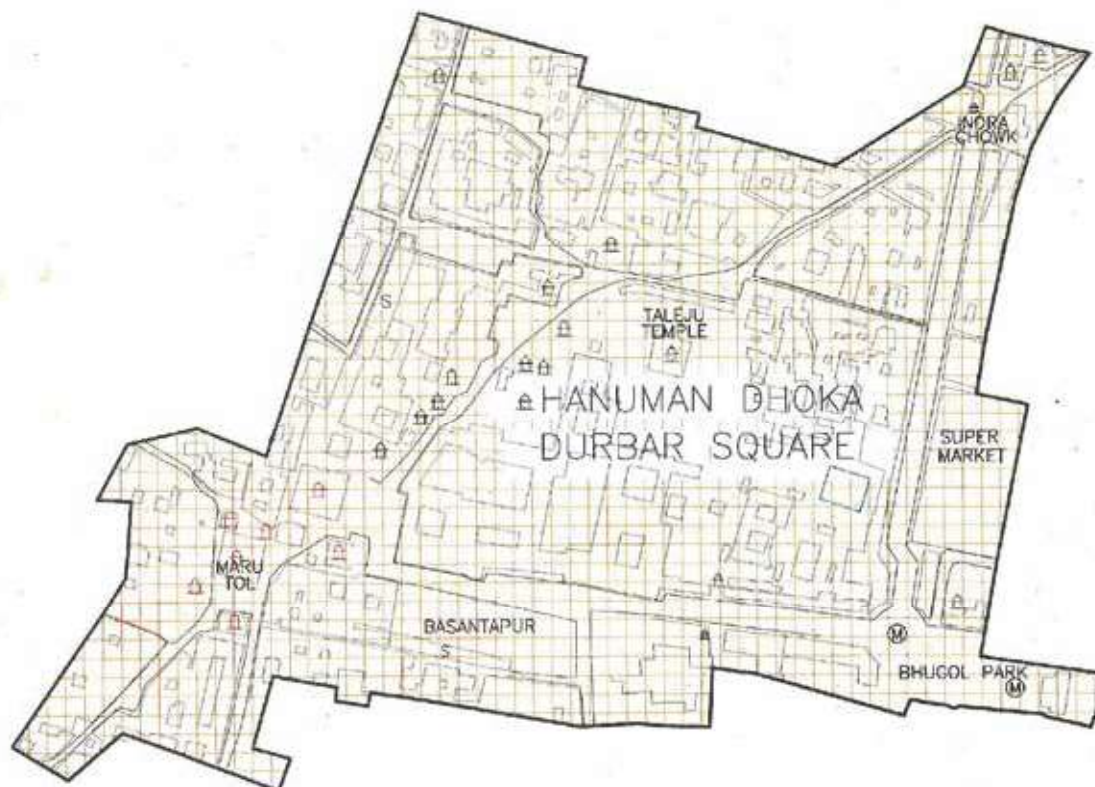 INDRA
CHOWK
TALEJU
TEMPLE
S
HANUMAN DHOKA
DURBAR SQUARE
SUPER
MARKET
MARU
TOL
BASANTAPUR
S
M
BHUGOL PARK
M